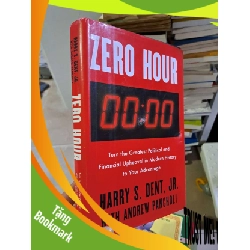 ZERO HOUR
00:00
Turn the Greatest Political and
Financial Upheaval in Modern History
to Your Advantage
HARRY S. DENT, JR.
WITH ANDREW PANCHOLI
ZERO HOUR
Tặng
Bookmark